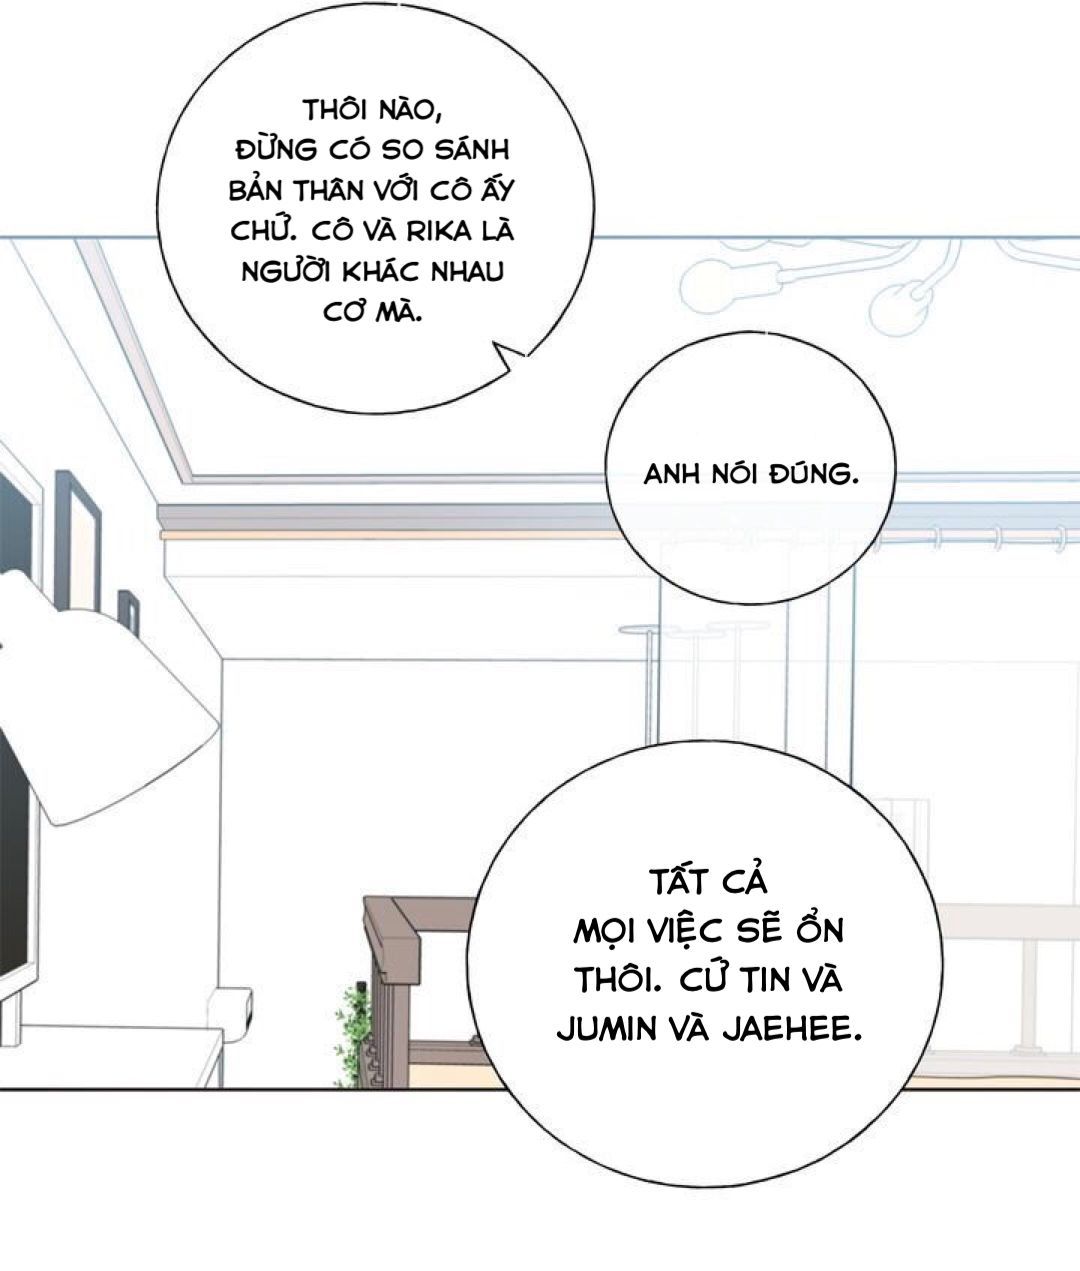 THÔI NÀO,
ĐỪNG CÓ SO SÁNH
BẢN THÂN VỚI CÔ ẤY
CHỨ. CÔ VÀ RIKA LÀ
NGƯỜI KHÁC NHAU
CƠ MÀ.
ANH NÓI ĐÚNG.
TẤT CẢ
MỌI VIỆC SẼ ỔN
THÔI. CỨ TIN VÀ
JUMIN VÀ JAEHEE.